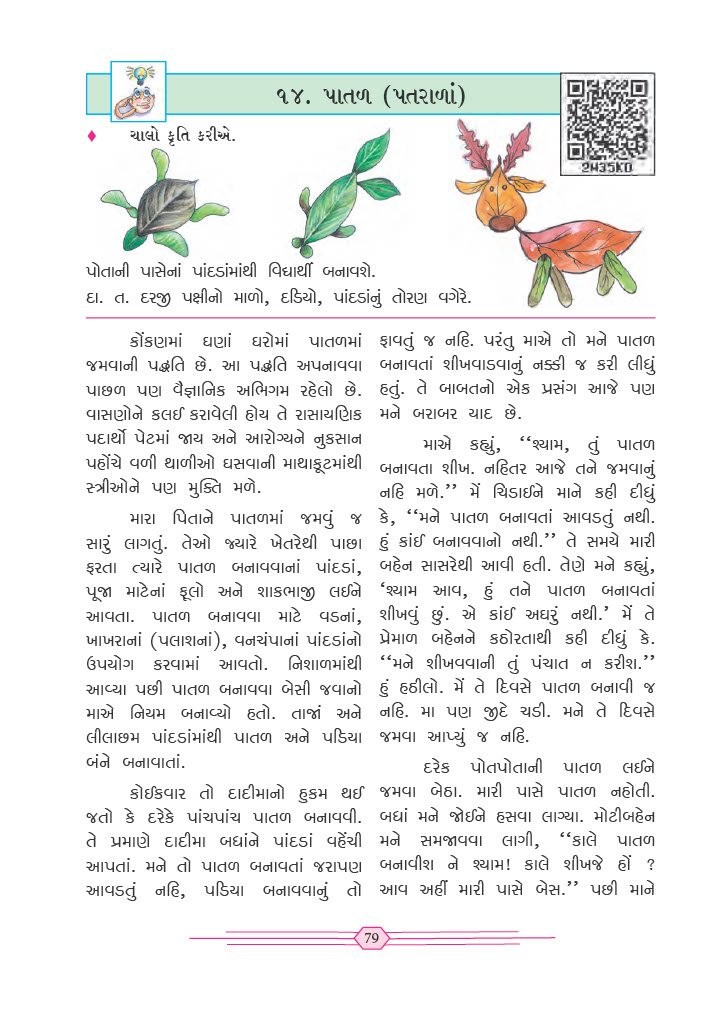 ૧૪. પાતળ (પતરાળાં)
2W35KD
♦ ચાલો કૃતિ કરીએ.
પોતાની પાસેનાં પાંદડાંમાંથી વિદ્યાર્થી બનાવશે.
દા. ત. દરજી પક્ષીનો માળો, દડિયો, પાંદડાંનું તોરણ વગેરે.
કોંકણમાં ઘણાં ઘરોમાં પાતળમાં
જમવાની પદ્ધતિ છે. આ પદ્ધતિ અપનાવવા
પાછળ પણ વૈજ્ઞાનિક અભિગમ રહેલો છે.
વાસણોને કલઈ કરાવેલી હોય તે રાસાયણિક
પદાર્થો પેટમાં જાય અને આરોગ્યને નુકસાન
પહોંચે વળી થાળીઓ ઘસવાની માથાકૂટમાંથી
સ્ત્રીઓને પણ મુક્તિ મળે.
મારા પિતાને પાતળમાં જમવું જ
સારું લાગતું. તેઓ જ્યારે ખેતરેથી પાછા
ફરતા ત્યારે પાતળ બનાવવાનાં પાંદડાં,
પૂજા માટેનાં ફૂલો અને શાકભાજી લઈને
આવતા. પાતળ બનાવવા માટે વડનાં,
ખાખરાનાં (પલાશનાં), વનચંપાનાં પાંદડાંનો
ઉપયોગ કરવામાં આવતો. નિશાળમાંથી
આવ્યા પછી પાતળ બનાવવા બેસી જવાનો
માએ નિયમ બનાવ્યો હતો. તાજાં અને
લીલાછમ પાંદડાંમાંથી પાતળ અને પડિયા
બંને બનાવાતાં.
કોઈકવાર તો દાદીમાનો હુકમ થઈ
જતો કે દરેકે પાંચપાંચ પાતળ બનાવવી.
તે પ્રમાણે દાદીમા બધાંને પાંદડાં વહેંચી
આપતાં. મને તો પાતળ બનાવતાં જરાપણ
આવડતું નહિ, પડિયા બનાવવાનું તો
ફાવતું જ નહિ. પરંતુ માએ તો મને પાતળ
બનાવતાં શીખવાડવાનું નક્કી જ કરી લીધું
હતું. તે બાબતનો એક પ્રસંગ આજે પણ
મને બરાબર યાદ છે.
માએ કહ્યું, ‘‘શ્યામ, તું પાતળ
બનાવતા શીખ. નહિતર આજે તને જમવાનું
નહિ મળે.’’ મેં ચિડાઈને માને કહી દીધું
કે, ‘‘મને પાતળ બનાવતાં આવડતું નથી.
હું કાંઈ બનાવવાનો નથી.’’ તે સમયે મારી
બહેન સાસરેથી આવી હતી. તેણે મને કહ્યું,
‘શ્યામ આવ, હું તને પાતળ બનાવતાં
શીખવું છું. એ કાંઈ અઘરું નથી.’ મેં તે
પ્રેમાળ બહેનને કઠોરતાથી કહી દીધું કે.
‘‘મને શીખવવાની તું પંચાત ન કરીશ.’’
હું હઠીલો. મેં તે દિવસે પાતળ બનાવી જ
નહિ. મા પણ જીદે ચડી. મને તે દિવસે
જમવા આપ્યું જ નહિ.
દરેક પોતપોતાની પાતળ લઈને
જમવા બેઠા. મારી પાસે પાતળ નહોતી.
બધાં મને જોઈને હસવા લાગ્યા. મોટીબહેન
મને સમજાવવા લાગી, ‘‘કાલે પાતળ
બનાવીશ ને શ્યામ! કાલે શીખજે હોં ?
આવ અહીં મારી પાસે બેસ.’’ પછી માને
79